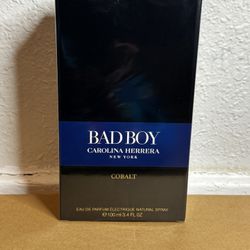 BAD BOY
CAROLINA HERRERA
NEW YORK
COBALT
EAU DE PARFUM ÉLECTRIQUE NATURAL SPRAY
℮ 100 ml 3.4 FL. OZ